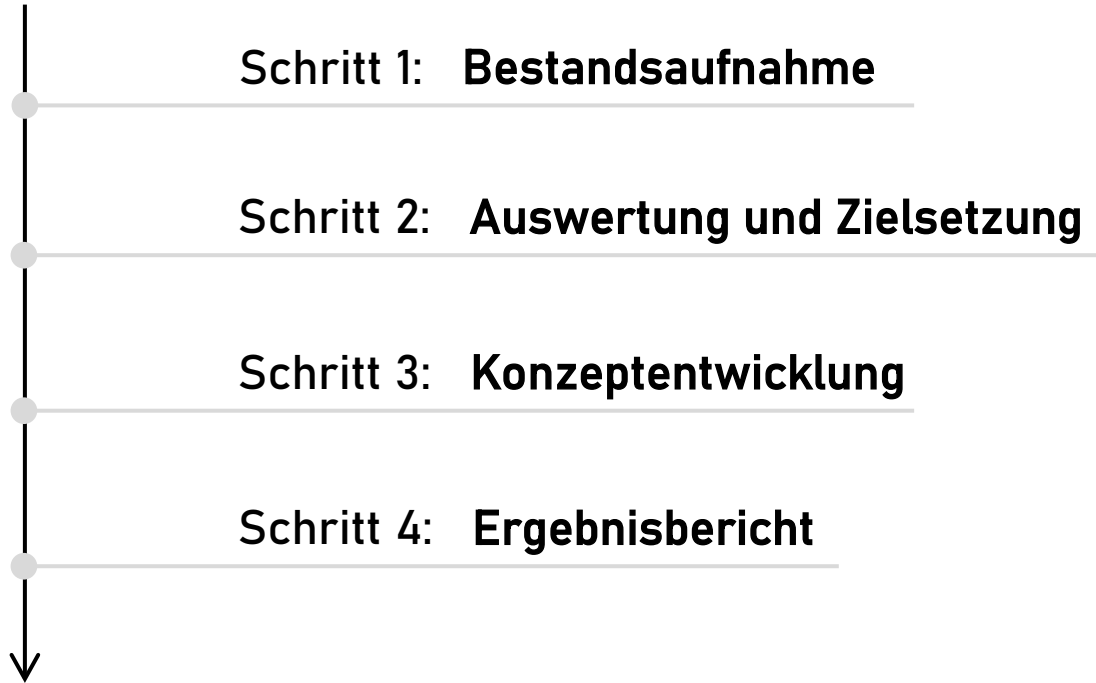 Schritt 1: Bestandsaufnahme
Schritt 2: Auswertung und Zielsetzung
Schritt 3: Konzeptentwicklung
Schritt 4: Ergebnisbericht